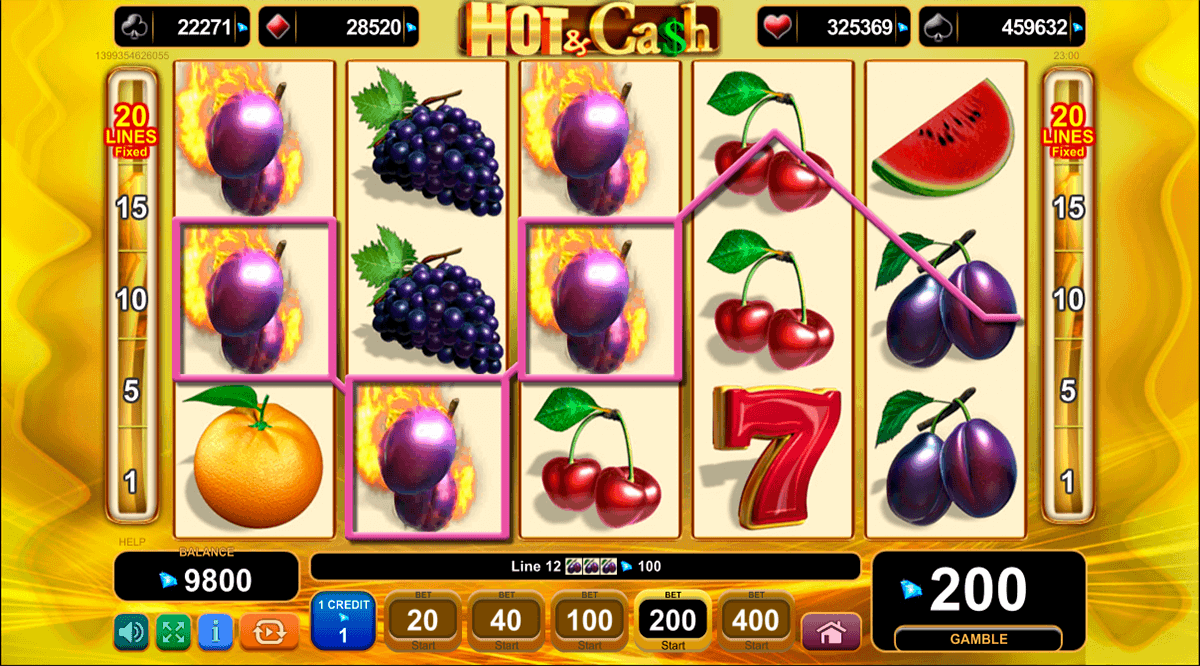 22271
28520
HOT & Ca$h
325369
459632
1399354626055
23:00
20
LINES
Fixed
15
10
5
1
20
LINES
Fixed
15
10
5
1
7
HELP
BALANCE
9800
Line 12 100
200
GAMBLE
1 CREDIT
1
BET
20
Start
BET
40
Start
BET
100
Start
BET
200
Start
BET
400
Start
i